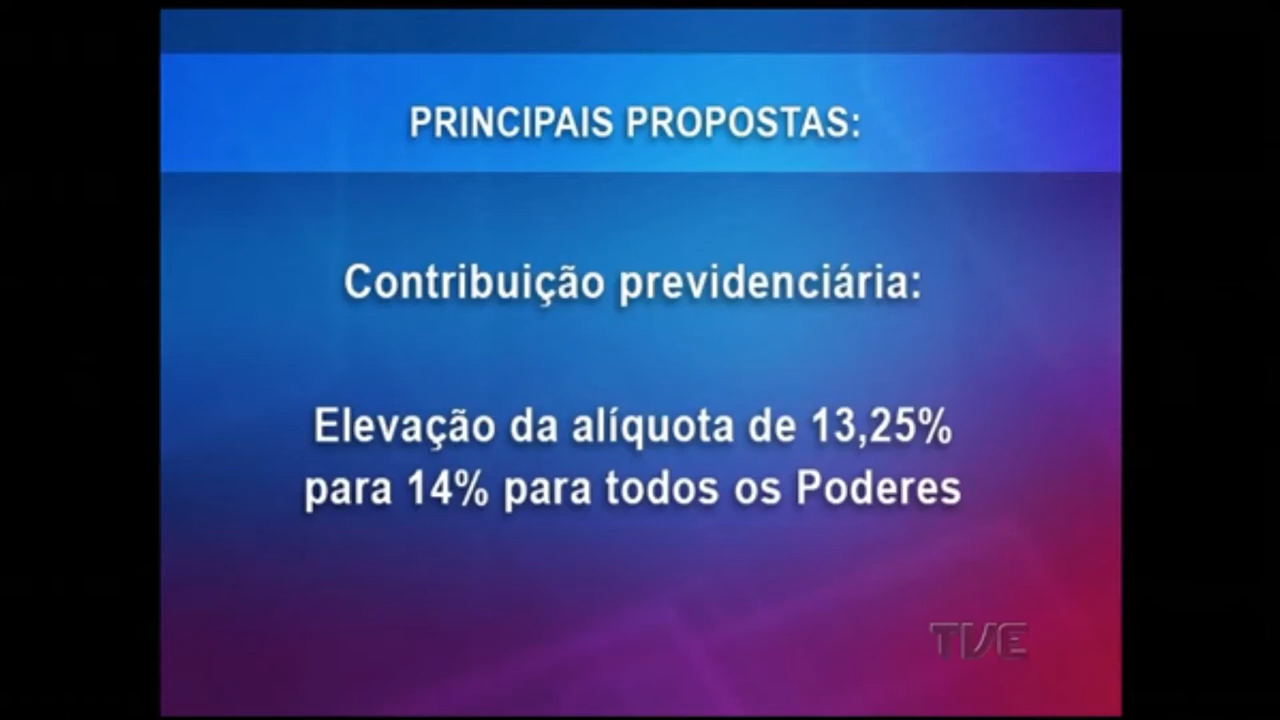 PRINCIPAIS PROPOSTAS:
Contribuição previdenciária:
Elevação da alíquota de 13,25%
para 14% para todos os Poderes
TVE